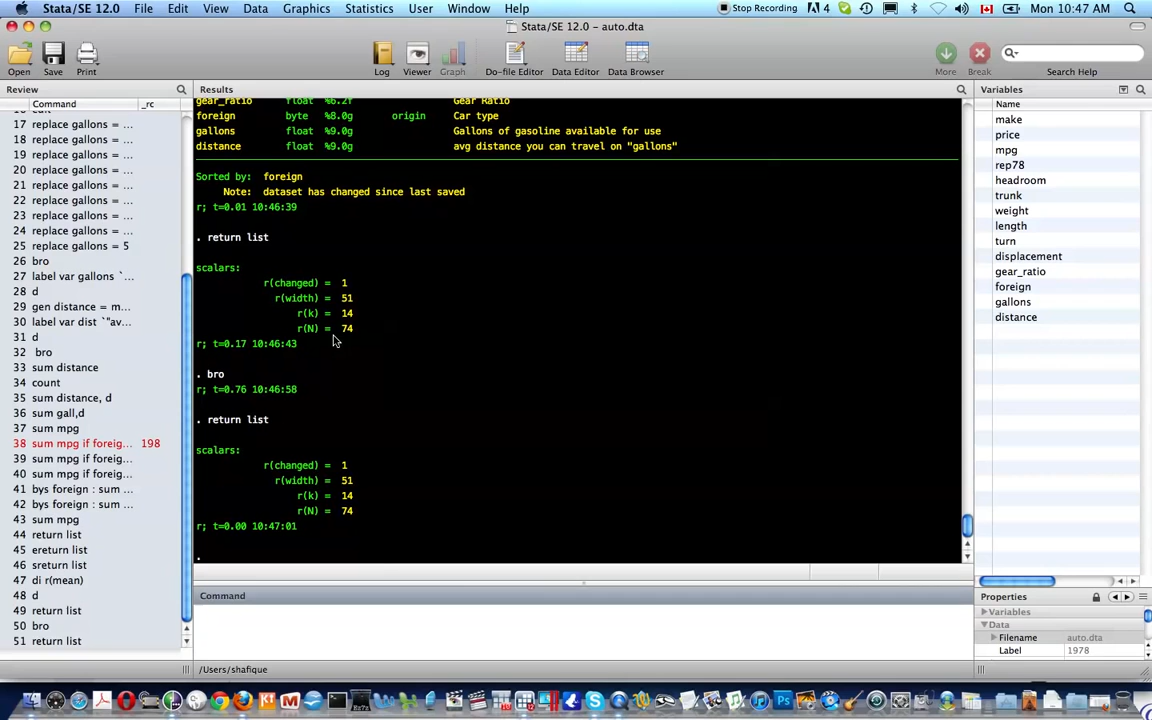 Stata/SE 12.0 File Edit View Data Graphics Statistics User Window Help Stop Recording 4 Mon 10:47 AM
Stata/SE 12.0 - auto.dta
Open Save Print Log Viewer Graph Do-file Editor Data Editor Data Browser More Break Search Help
Review
Command _rc
17 replace gallons = ...
18 replace gallons = ...
19 replace gallons = ...
20 replace gallons = ...
21 replace gallons = ...
22 replace gallons = ...
23 replace gallons = ...
24 replace gallons = ...
25 replace gallons = 5
26 bro
27 label var gallons `...
28 d
29 gen distance = m...
30 label var dist `"av...
31 d
32 bro
33 sum distance
34 count
35 sum distance, d
36 sum gall,d
37 sum mpg
38 sum mpg if foreig... 198
39 sum mpg if foreig...
40 sum mpg if foreig...
41 bys foreign : sum ...
42 bys foreign : sum ...
43 sum mpg
44 return list
45 ereturn list
46 sreturn list
47 di r(mean)
48 d
49 return list
50 bro
51 return list
Results
gear_ratio float %6.2f Gear Ratio
foreign byte %8.0g origin Car type
gallons float %9.0g Gallons of gasoline available for use
distance float %9.0g avg distance you can travel on "gallons"
Sorted by: foreign
Note: dataset has changed since last saved
r; t=0.01 10:46:39
. return list
scalars:
r(changed) = 1
r(width) = 51
r(k) = 14
r(N) = 74
r; t=0.17 10:46:43
. bro
r; t=0.76 10:46:58
. return list
scalars:
r(changed) = 1
r(width) = 51
r(k) = 14
r(N) = 74
r; t=0.00 10:47:01
.
Command
/Users/shafique
Variables
Name
make
price
mpg
rep78
headroom
trunk
weight
length
turn
displacement
gear_ratio
foreign
gallons
distance
Properties
Variables
Data
Filename auto.dta
Label 1978